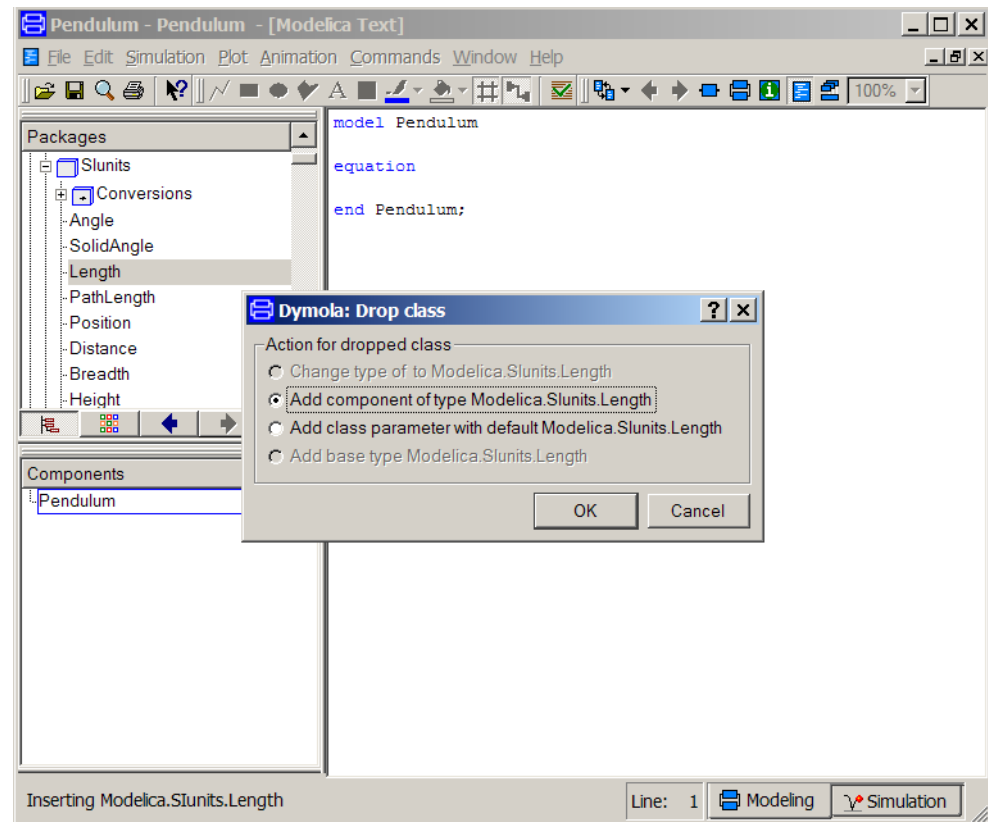 Pendulum - Pendulum - [Modelica Text]
File Edit Simulation Plot Animation Commands Window Help
A 100%
Packages
SIunits
Conversions
Angle
SolidAngle
Length
PathLength
Position
Distance
Breadth
Height
model Pendulum
equation
end Pendulum;
Dymola: Drop class
Action for dropped class
Change type of to Modelica.SIunits.Length
Add component of type Modelica.SIunits.Length
Add class parameter with default Modelica.SIunits.Length
Add base type Modelica.SIunits.Length
OK Cancel
Components
Pendulum
Inserting Modelica.SIunits.Length
Line: 1 Modeling Simulation